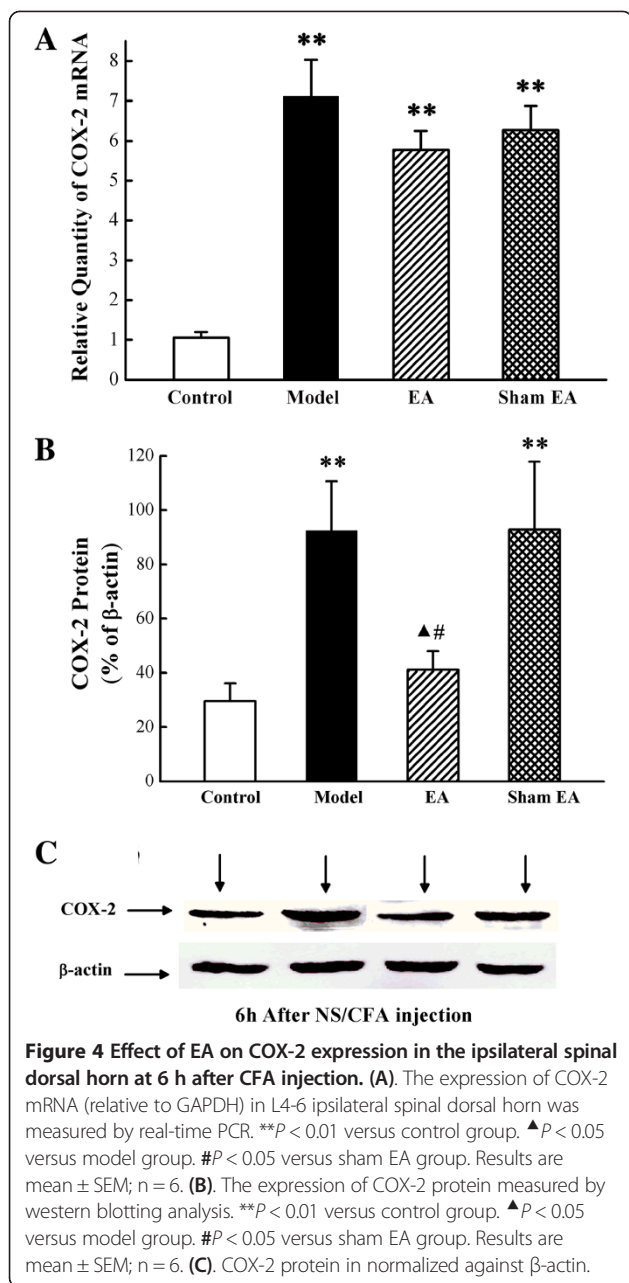 A
Relative Quantity of COX-2 mRNA
8
7
6
5
4
3
2
1
0
**
**
**
Control Model EA Sham EA
B
COX-2 Protein
(% of β-actin)
120
100
80
60
40
20
0
**
▲#
**
Control Model EA Sham EA
C
COX-2
β-actin
6h After NS/CFA injection
Figure 4 Effect of EA on COX-2 expression in the ipsilateral spinal
dorsal horn at 6 h after CFA injection. (A). The expression of COX-2
mRNA (relative to GAPDH) in L4-6 ipsilateral spinal dorsal horn was
measured by real-time PCR. **P < 0.01 versus control group. ▲P < 0.05
versus model group. #P < 0.05 versus sham EA group. Results are
mean ± SEM; n = 6. (B). The expression of COX-2 protein measured by
western blotting analysis. **P < 0.01 versus control group. ▲P < 0.05
versus model group. #P < 0.05 versus sham EA group. Results are
mean ± SEM; n = 6. (C). COX-2 protein in normalized against β-actin.